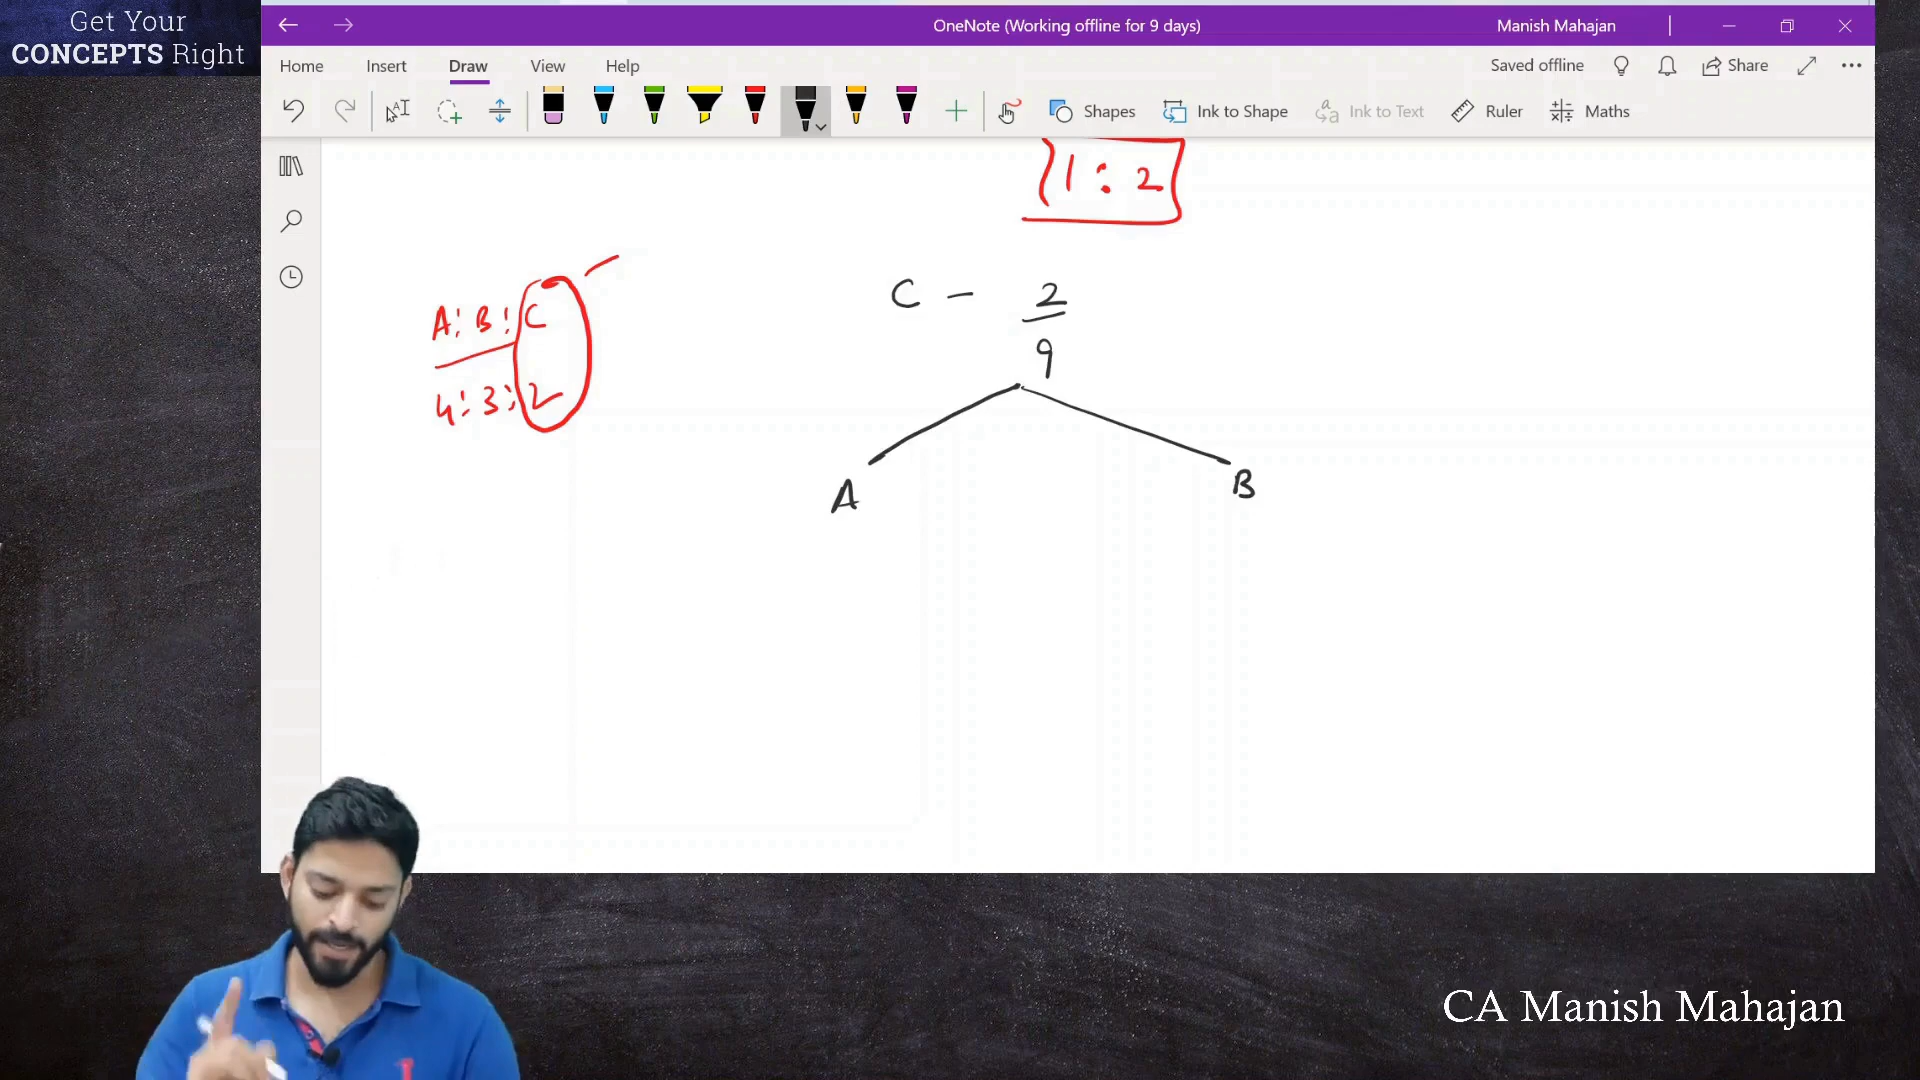 Get Your
CONCEPTS Right
OneNote (Working offline for 9 days)
Manish Mahajan
Home
Insert
Draw
View
Help
Saved offline
Share
Shapes
Ink to Shape
Ink to Text
Ruler
Maths
1 : 2
A : B : C
4 : 3 : 2
C - 2
9
A
B
CA Manish Mahajan